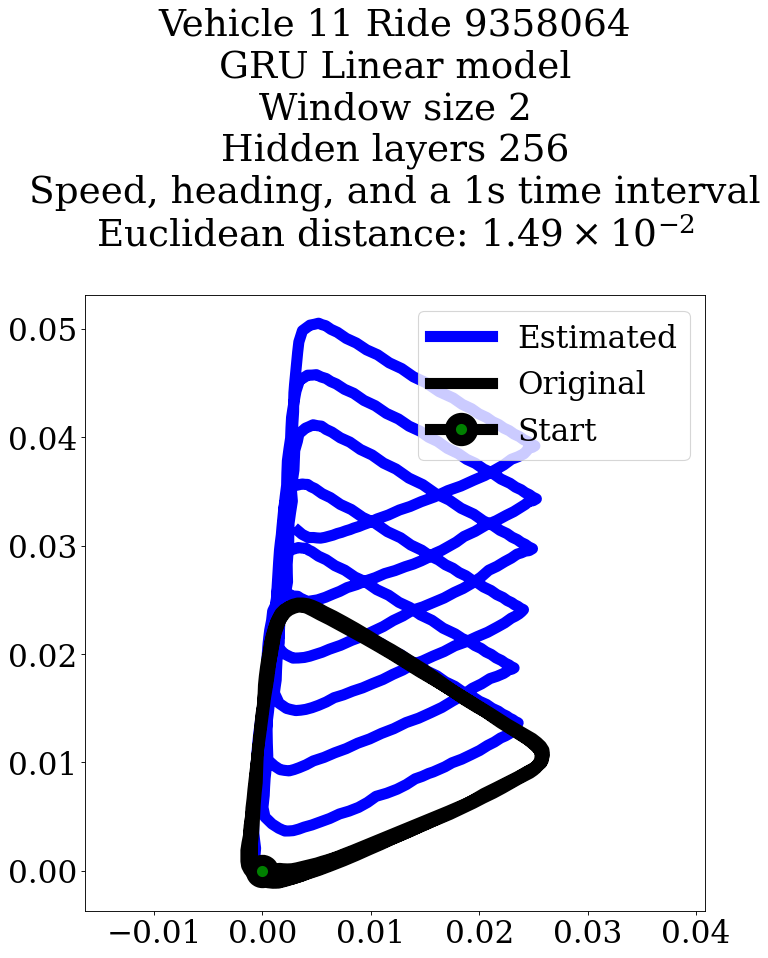 Vehicle 11 Ride 9358064
GRU Linear model
Window size 2
Hidden layers 256
Speed, heading, and a 1s time interval
Euclidean distance: 1.49 × 10⁻²
Estimated
Original
Start
0.05
0.04
0.03
0.02
0.01
0.00
−0.01 0.00 0.01 0.02 0.03 0.04